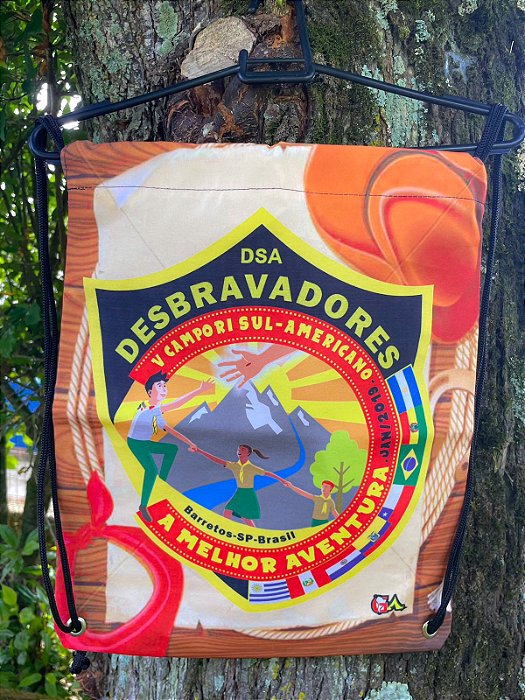 DSA
DESBRAVADORES
V CAMPORI SUL-AMERICANO.
JAN/2019.
Barretos-SP-Brasil
A MELHOR AVENTURA